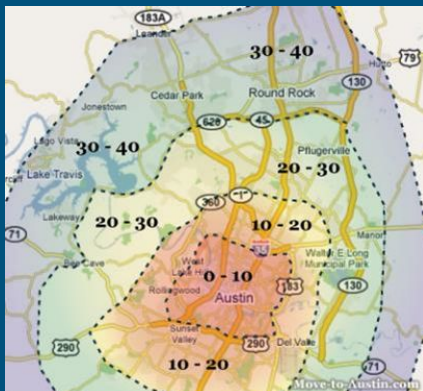 183A
Leander
30 - 40
Hutto
79
Cedar Park
Round Rock
130
Jonestown
Lago Vista
620
45
30 - 40
Pflugerville
Lake Travis
20 - 30
360
"1"
Lakeway
20 - 30
10 - 20
Manor
71
35
Walter E Long
Municipal Park
Bee Cave
West
Lake H
0 - 10
Rollingwood
183
130
Austin
Sunset
Valley
290
290
Del Valle
10 - 20
71
Move-to-Austin.com